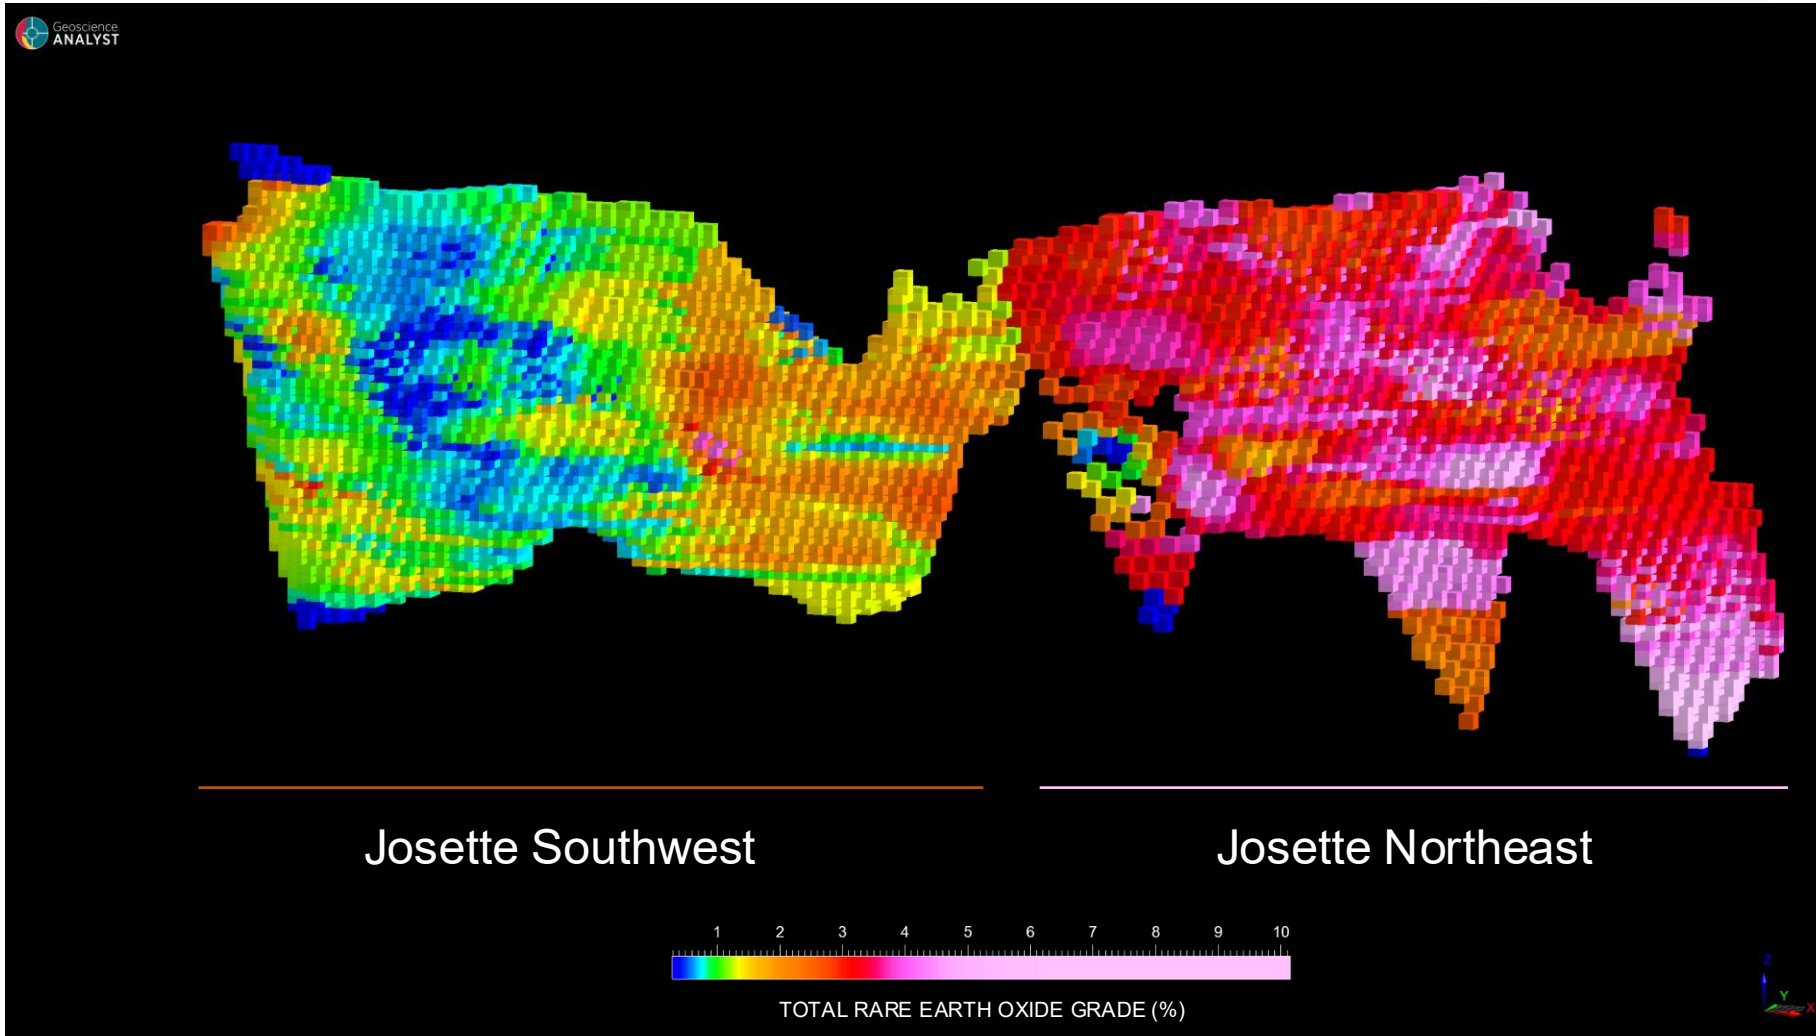 Geoscience
ANALYST
Josette Southwest
Josette Northeast
1 2 3 4 5 6 7 8 9 10
TOTAL RARE EARTH OXIDE GRADE (%)
Z
Y
X